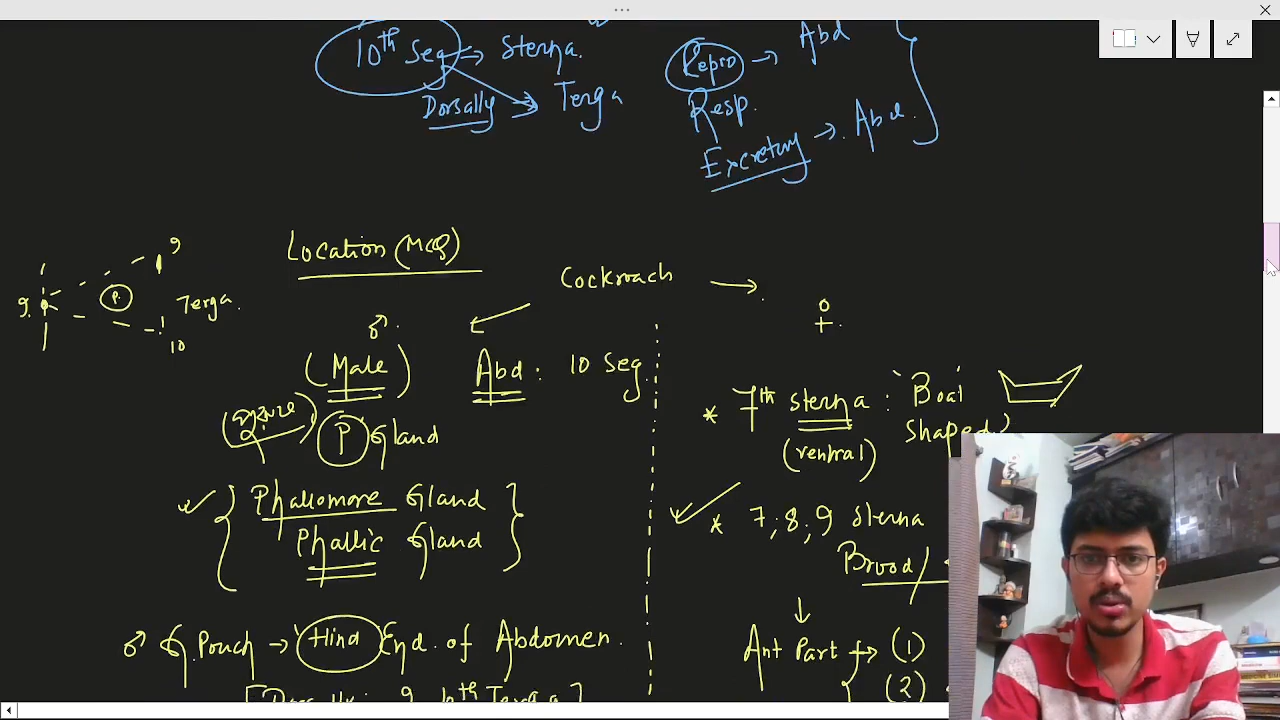 10th Seg → Sterna.
Dorsally → Terga
Repro → Abd
Resp.
Excretory → Abd.
Location (MCQ)
9
9.
P.
Terga.
10
Cockroach →
♂
♀
(Male) Abd: 10 Seg
P Gland
✓ { Phallomore Gland }
Phallic Gland
♂ G. Pouch → Hind End of Abdomen.
* 7th sterna : Boat
(ventral) shaped
✓ * 7, 8, 9 sterna
Brood /
Ant Part → (1)
(2)